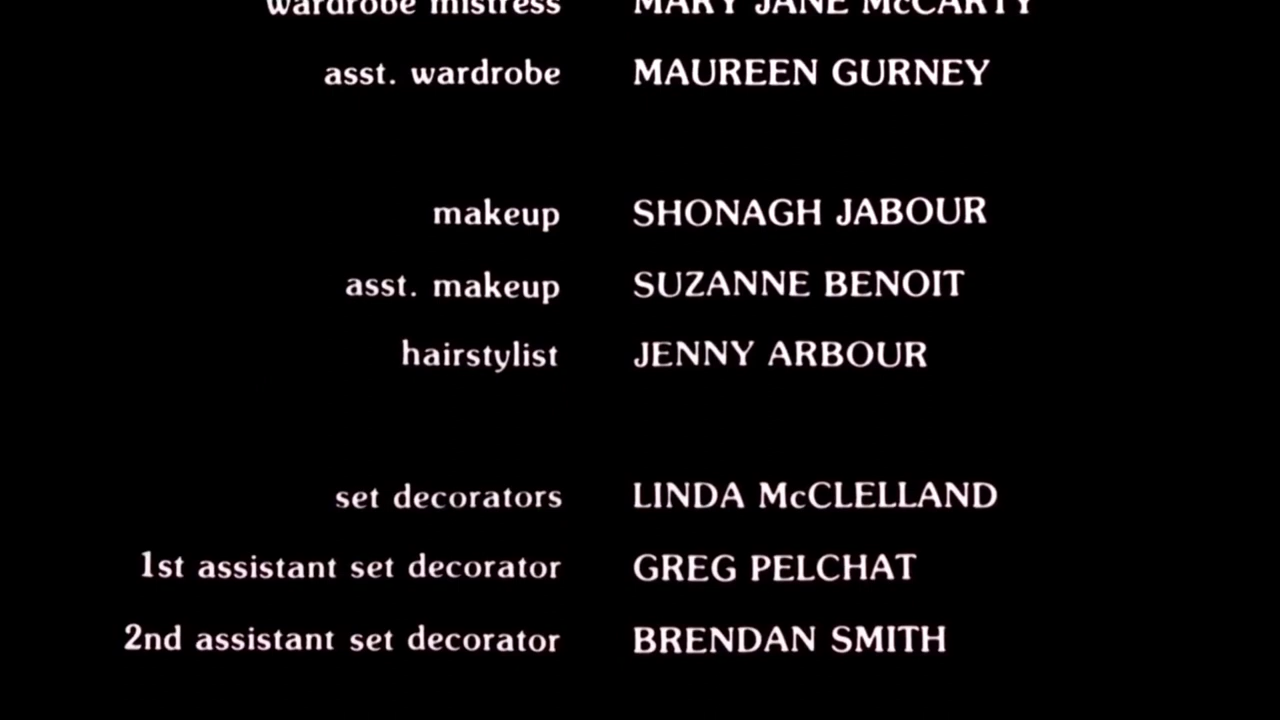 wardrobe mistress MARY JANE McCARTY
asst. wardrobe MAUREEN GURNEY
makeup SHONAGH JABOUR
asst. makeup SUZANNE BENOIT
hairstylist JENNY ARBOUR
set decorators LINDA McCLELLAND
1st assistant set decorator GREG PELCHAT
2nd assistant set decorator BRENDAN SMITH